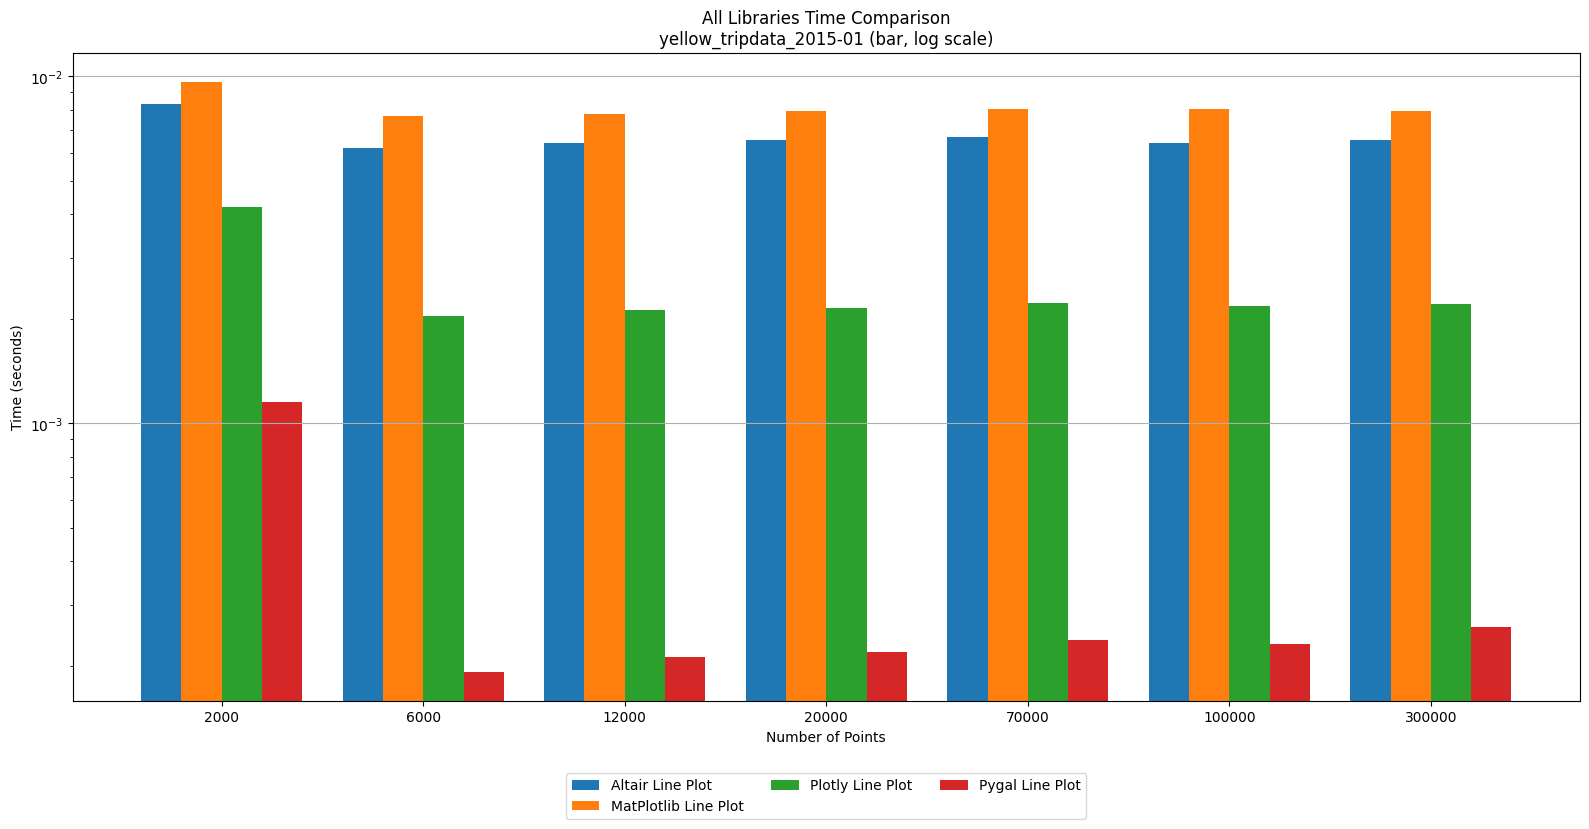 All Libraries Time Comparison
yellow_tripdata_2015-01 (bar, log scale)
10⁻²
10⁻³
Time (seconds)
2000 6000 12000 20000 70000 100000 300000
Number of Points
Altair Line Plot
MatPlotlib Line Plot
Plotly Line Plot
Pygal Line Plot